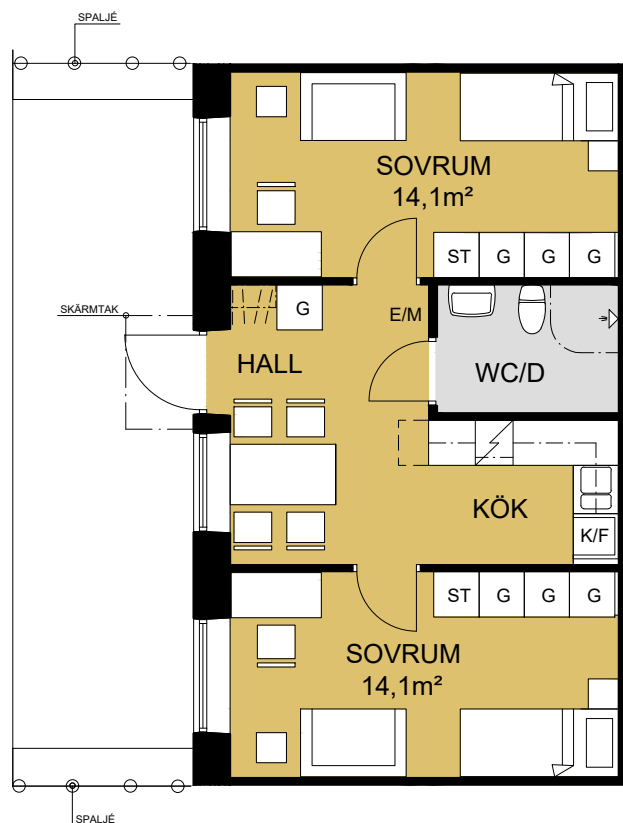 SPALJÉ
SOVRUM
14,1m²
ST G G G
SKÄRMTAK
G
E/M
HALL
WC/D
KÖK
K/F
ST G G G
SOVRUM
14,1m²
SPALJÉ